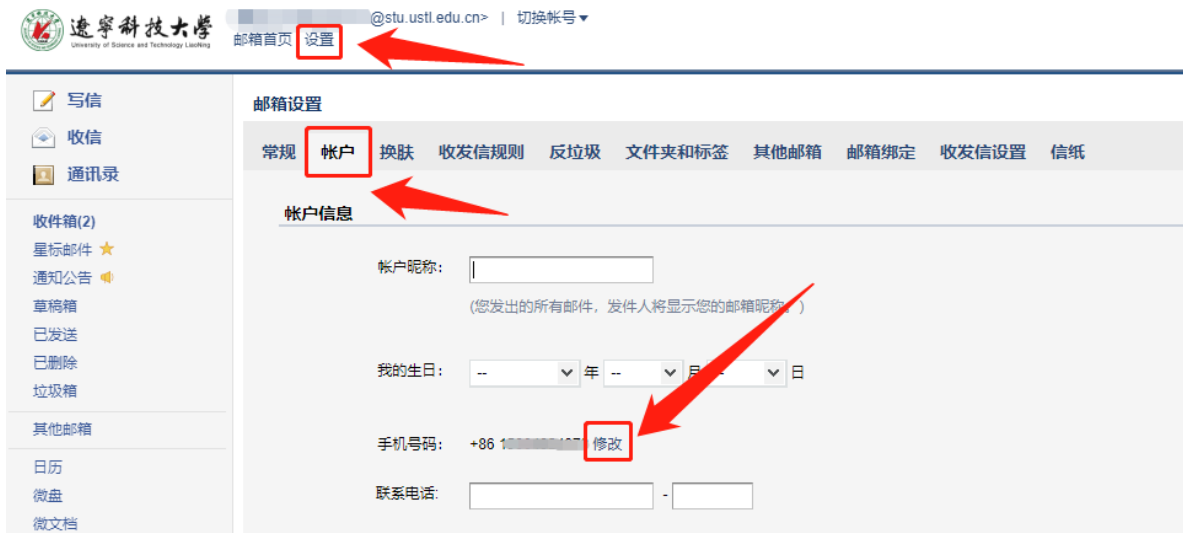 遼寧科技大學
University of Science and Technology LiaoNing
@stu.ustl.edu.cn> | 切换帐号▾
邮箱首页 设置
写信
收信
通讯录
收件箱(2)
星标邮件
通知公告
草稿箱
已发送
已删除
垃圾箱
其他邮箱
日历
微盘
微文档
邮箱设置
常规 帐户 换肤 收发信规则 反垃圾 文件夹和标签 其他邮箱 邮箱绑定 收发信设置 信纸
帐户信息
帐户昵称：
(您发出的所有邮件，发件人将显示您的邮箱昵称。)
我的生日： -- 年 -- 月 -- 日
手机号码： +86 修改
联系电话: -